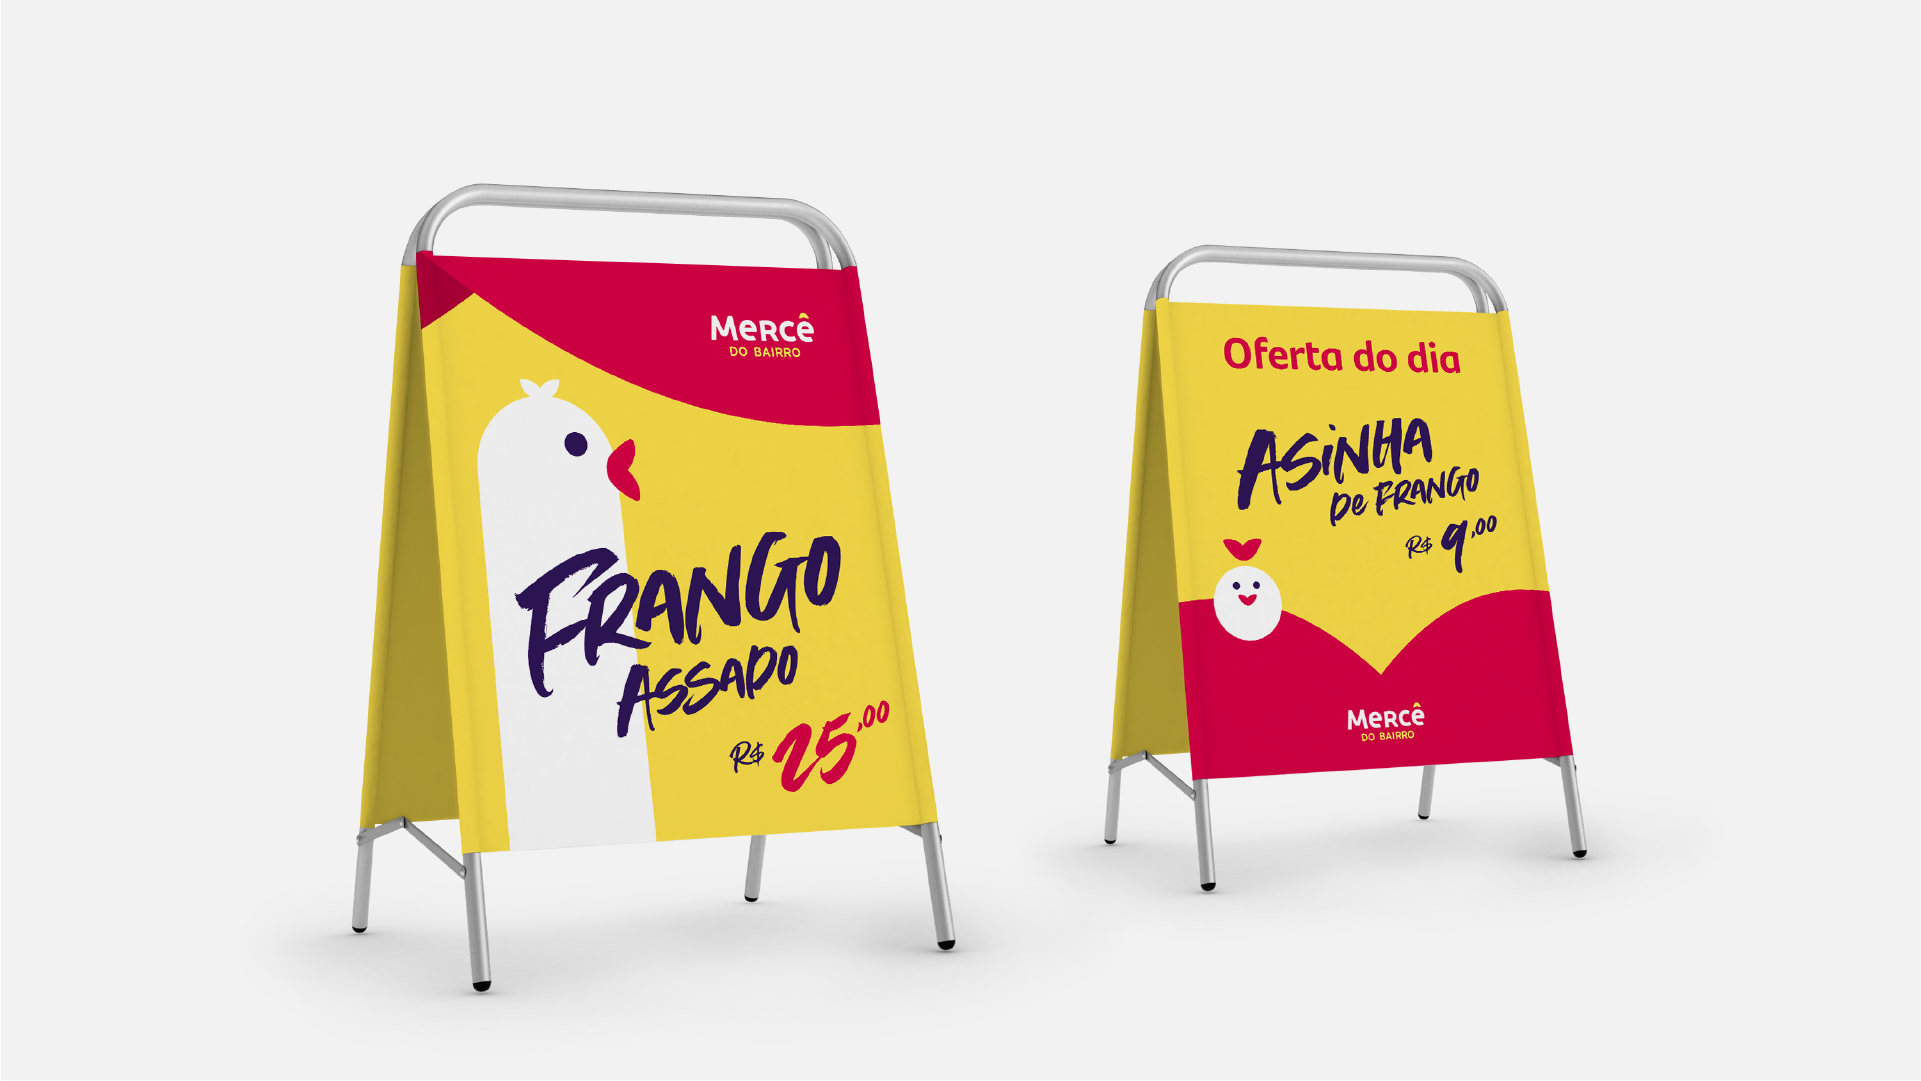 Mercê
DO BAIRRO
FRANGO
ASSADO
R$ 25,00
Oferta do dia
ASiNHA
De FRANGO
R$ 9,00
Mercê
DO BAIRRO